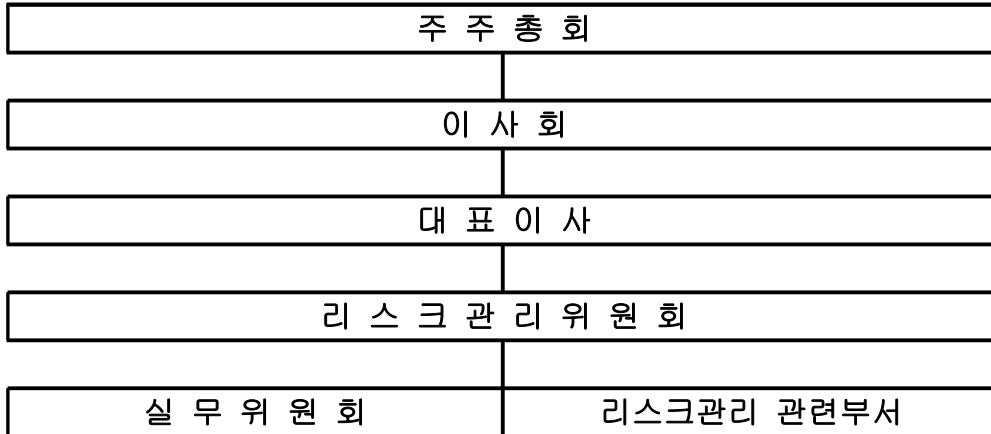 주 주 총 회
이 사 회
대 표 이 사
리 스 크 관 리 위 원 회
실 무 위 원 회
리스크관리 관련부서